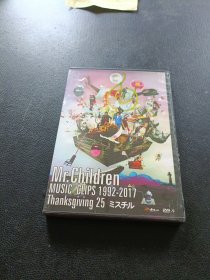 Mr.Children
MUSIC CLIPS 1992-2017
Thanksgiving 25 ミスチル